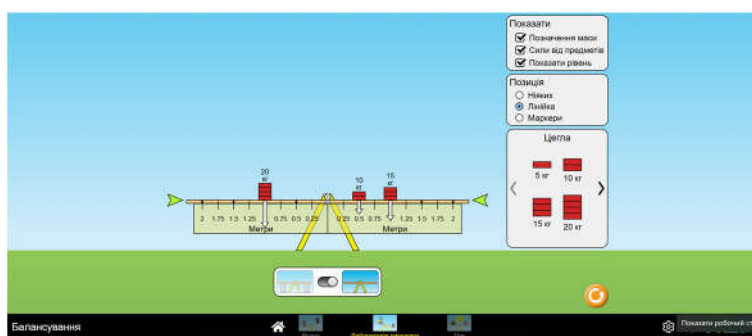 Показати
Позначення маси
Сили від предметів
Показати рівень
Позиція
Ніяких
Лінійка
Маркери
Цегла
5 кг
10 кг
15 кг
20 кг
20
кг
10
кг
15
кг
2 1.75 1.5 1.25 0.75 0.5 0.25 0.25 0.5 0.75 1.25 1.5 1.75 2
Метри Метри
Балансування
Показати робочий